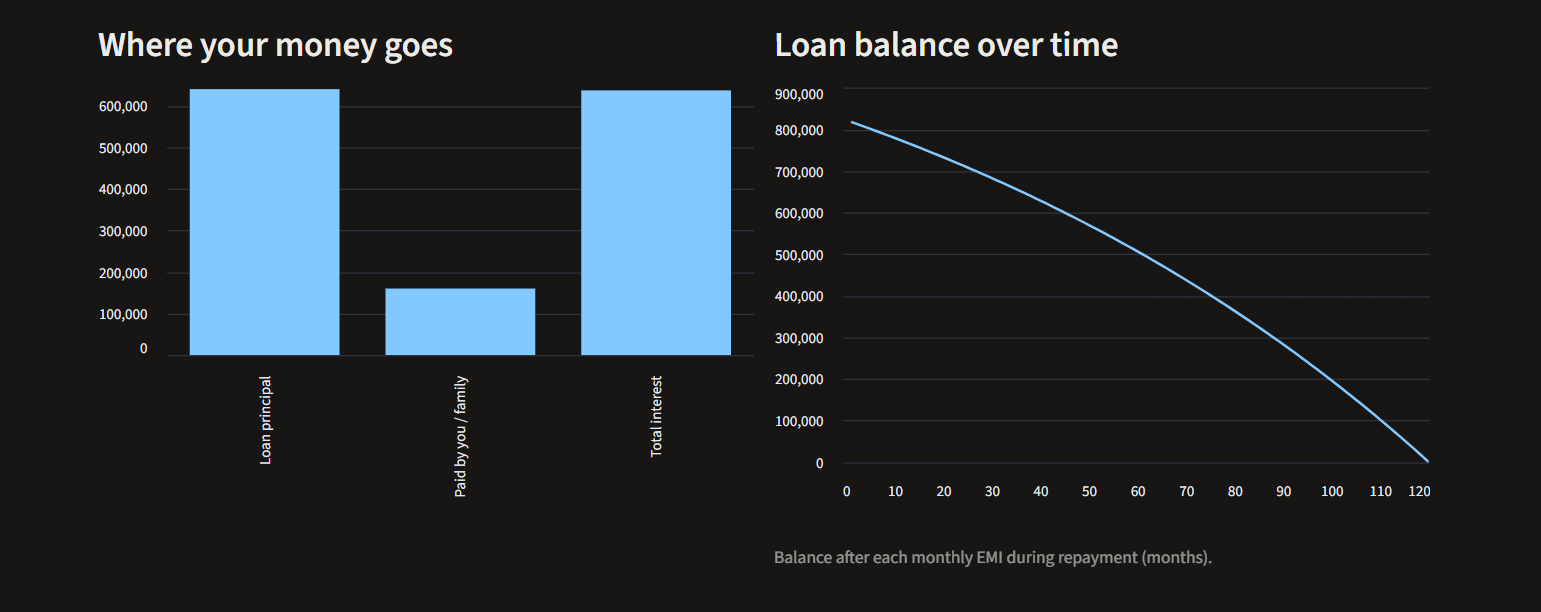 Where your money goes
600,000
500,000
400,000
300,000
200,000
100,000
0
Loan principal
Paid by you / family
Total interest
Loan balance over time
900,000
800,000
700,000
600,000
500,000
400,000
300,000
200,000
100,000
0
0 10 20 30 40 50 60 70 80 90 100 110 120
Balance after each monthly EMI during repayment (months).